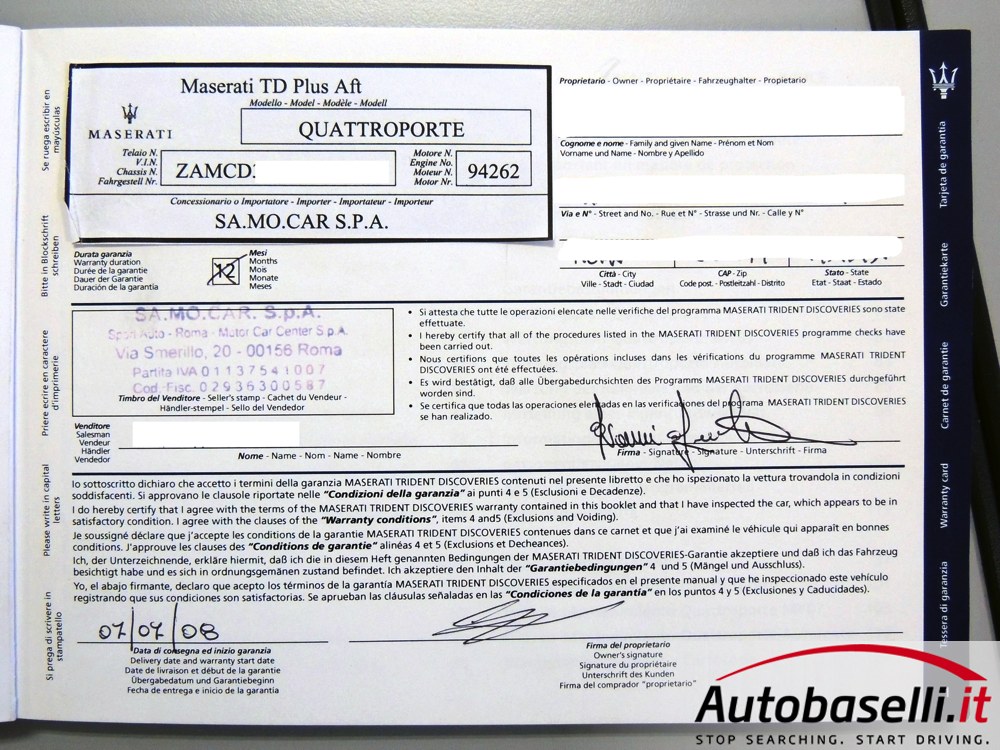 Maserati TD Plus Aft
Modello - Model - Modèle - Modell
MASERATI
QUATTROPORTE
Telaio N.
V.I.N.
Chassis N.
Fahrgestell Nr.
ZAMCD
Motore N.
Engine No.
Moteur N.
Motor Nr.
94262
Concessionario o Importatore - Importer - Importateur - Importeur
SA.MO.CAR S.P.A.
Proprietario - Owner - Propriétaire - Fahrzeughalter - Propietario
Cognome e nome - Family and given Name - Prénom et Nom
Vorname und Name - Nombre y Apellido
Via e N° - Street and No. - Rue et N° - Strasse und Nr. - Calle y N°
Città - City
Ville - Stadt - Ciudad
CAP - Zip
Code post. - Postleitzahl - Distrito
Stato - State
Etat - Staat - Estado
Durata garanzia
Warranty duration
Durée de la garantie
Dauer der Garantie
Duración de la garantia
12
Mesi
Months
Mois
Monate
Meses
SA.MO.CAR. S.p.A.
Sport Auto - Roma - Motor Car Center S.p.A.
Via Smerillo, 20 - 00156 Roma
Partita IVA 01137541007
Cod. Fisc. 02936300587
Timbro del Venditore - Seller's stamp - Cachet du Vendeur -
Händler-stempel - Sello del Vendedor
• Si attesta che tutte le operazioni elencate nelle verifiche del programma MASERATI TRIDENT DISCOVERIES sono state
effettuate.
• I hereby certify that all of the procedures listed in the MASERATI TRIDENT DISCOVERIES programme checks have
been carried out.
• Nous certifions que toutes les opérations incluses dans les vérifications du programme MASERATI TRIDENT
DISCOVERIES ont été effectuées.
• Es wird bestätigt, daß alle Übergabedurchsichten des Programms MASERATI TRIDENT DISCOVERIES durchgeführt
worden sind.
• Se certifica que todas las operaciones elencadas en las verificaciones del programa MASERATI TRIDENT DISCOVERIES
se han realizado.
Venditore
Salesman
Vendeur
Händler
Vendedor
Nome - Name - Nom - Name - Nombre
Firma - Signature - Signature - Unterschrift - Firma
Io sottoscritto dichiaro che accetto i termini della garanzia MASERATI TRIDENT DISCOVERIES contenuti nel presente libretto e che ho ispezionato la vettura trovandola in condizioni
soddisfacenti. Si approvano le clausole riportate nelle "Condizioni della garanzia" ai punti 4 e 5 (Esclusioni e Decadenze).
I do hereby certify that I agree with the terms of the MASERATI TRIDENT DISCOVERIES warranty contained in this booklet and that I have inspected the car, which appears to be in
satisfactory condition. I agree with the clauses of the "Warranty conditions", items 4 and5 (Exclusions and Voiding).
Je soussigné déclare que j'accepte les conditions de la garantie MASERATI TRIDENT DISCOVERIES contenues dans ce carnet et que j'ai examiné le véhicule qui apparaît en bonnes
conditions. J'approuve les clauses des "Conditions de garantie" alinéas 4 et 5 (Exclusions et Decheances).
Ich, der Unterzeichnende, erkläre hiermit, daß ich die in diesem Heft genannten Bedingungen der MASERATI TRIDENT DISCOVERIES-Garantie akzeptiere und daß ich das Fahrzeug
besichtigt habe und es sich in ordnungsgemäßen zustand befindet. Ich akzeptiere den Inhalt der "Garantiebedingungen" 4 und 5 (Mängel und Ausschluss).
Yo, el abajo firmante, declaro que acepto los términos de la garantía MASERATI TRIDENT DISCOVERIES especificados en el presente manual y que he inspeccionado este vehículo
registrando que sus condiciones son satisfactorias. Se aprueban las cláusulas señaladas en las "Condiciones de la garantía" en los puntos 4 y 5 (Exclusiones y Caducidades).
07/07/08
Data di consegna ed inizio garanzia
Delivery date and warranty start date
Date de livraison et début de la garantie
Übergabedatum und Garantiebeginn
Fecha de entrega e inicio de la garantia
Firma del proprietario
Owner's signature
Signature du propriétaire
Unterschrift des Kunden
Firma del comprador "proprietario"
Se ruega escribir en
mayúsculas
Bitte in Blockschrift
schreiben
Prière ecrire en caractère
d'imprimerie
Please write in capital
letters
Si prega di scrivere in
stampatello
Tarjeta de garantia
Garantiekarte
Carnet de garantie
Warranty card
Tessera di garanzia
Autobaselli.it
STOP SEARCHING. START DRIVING.